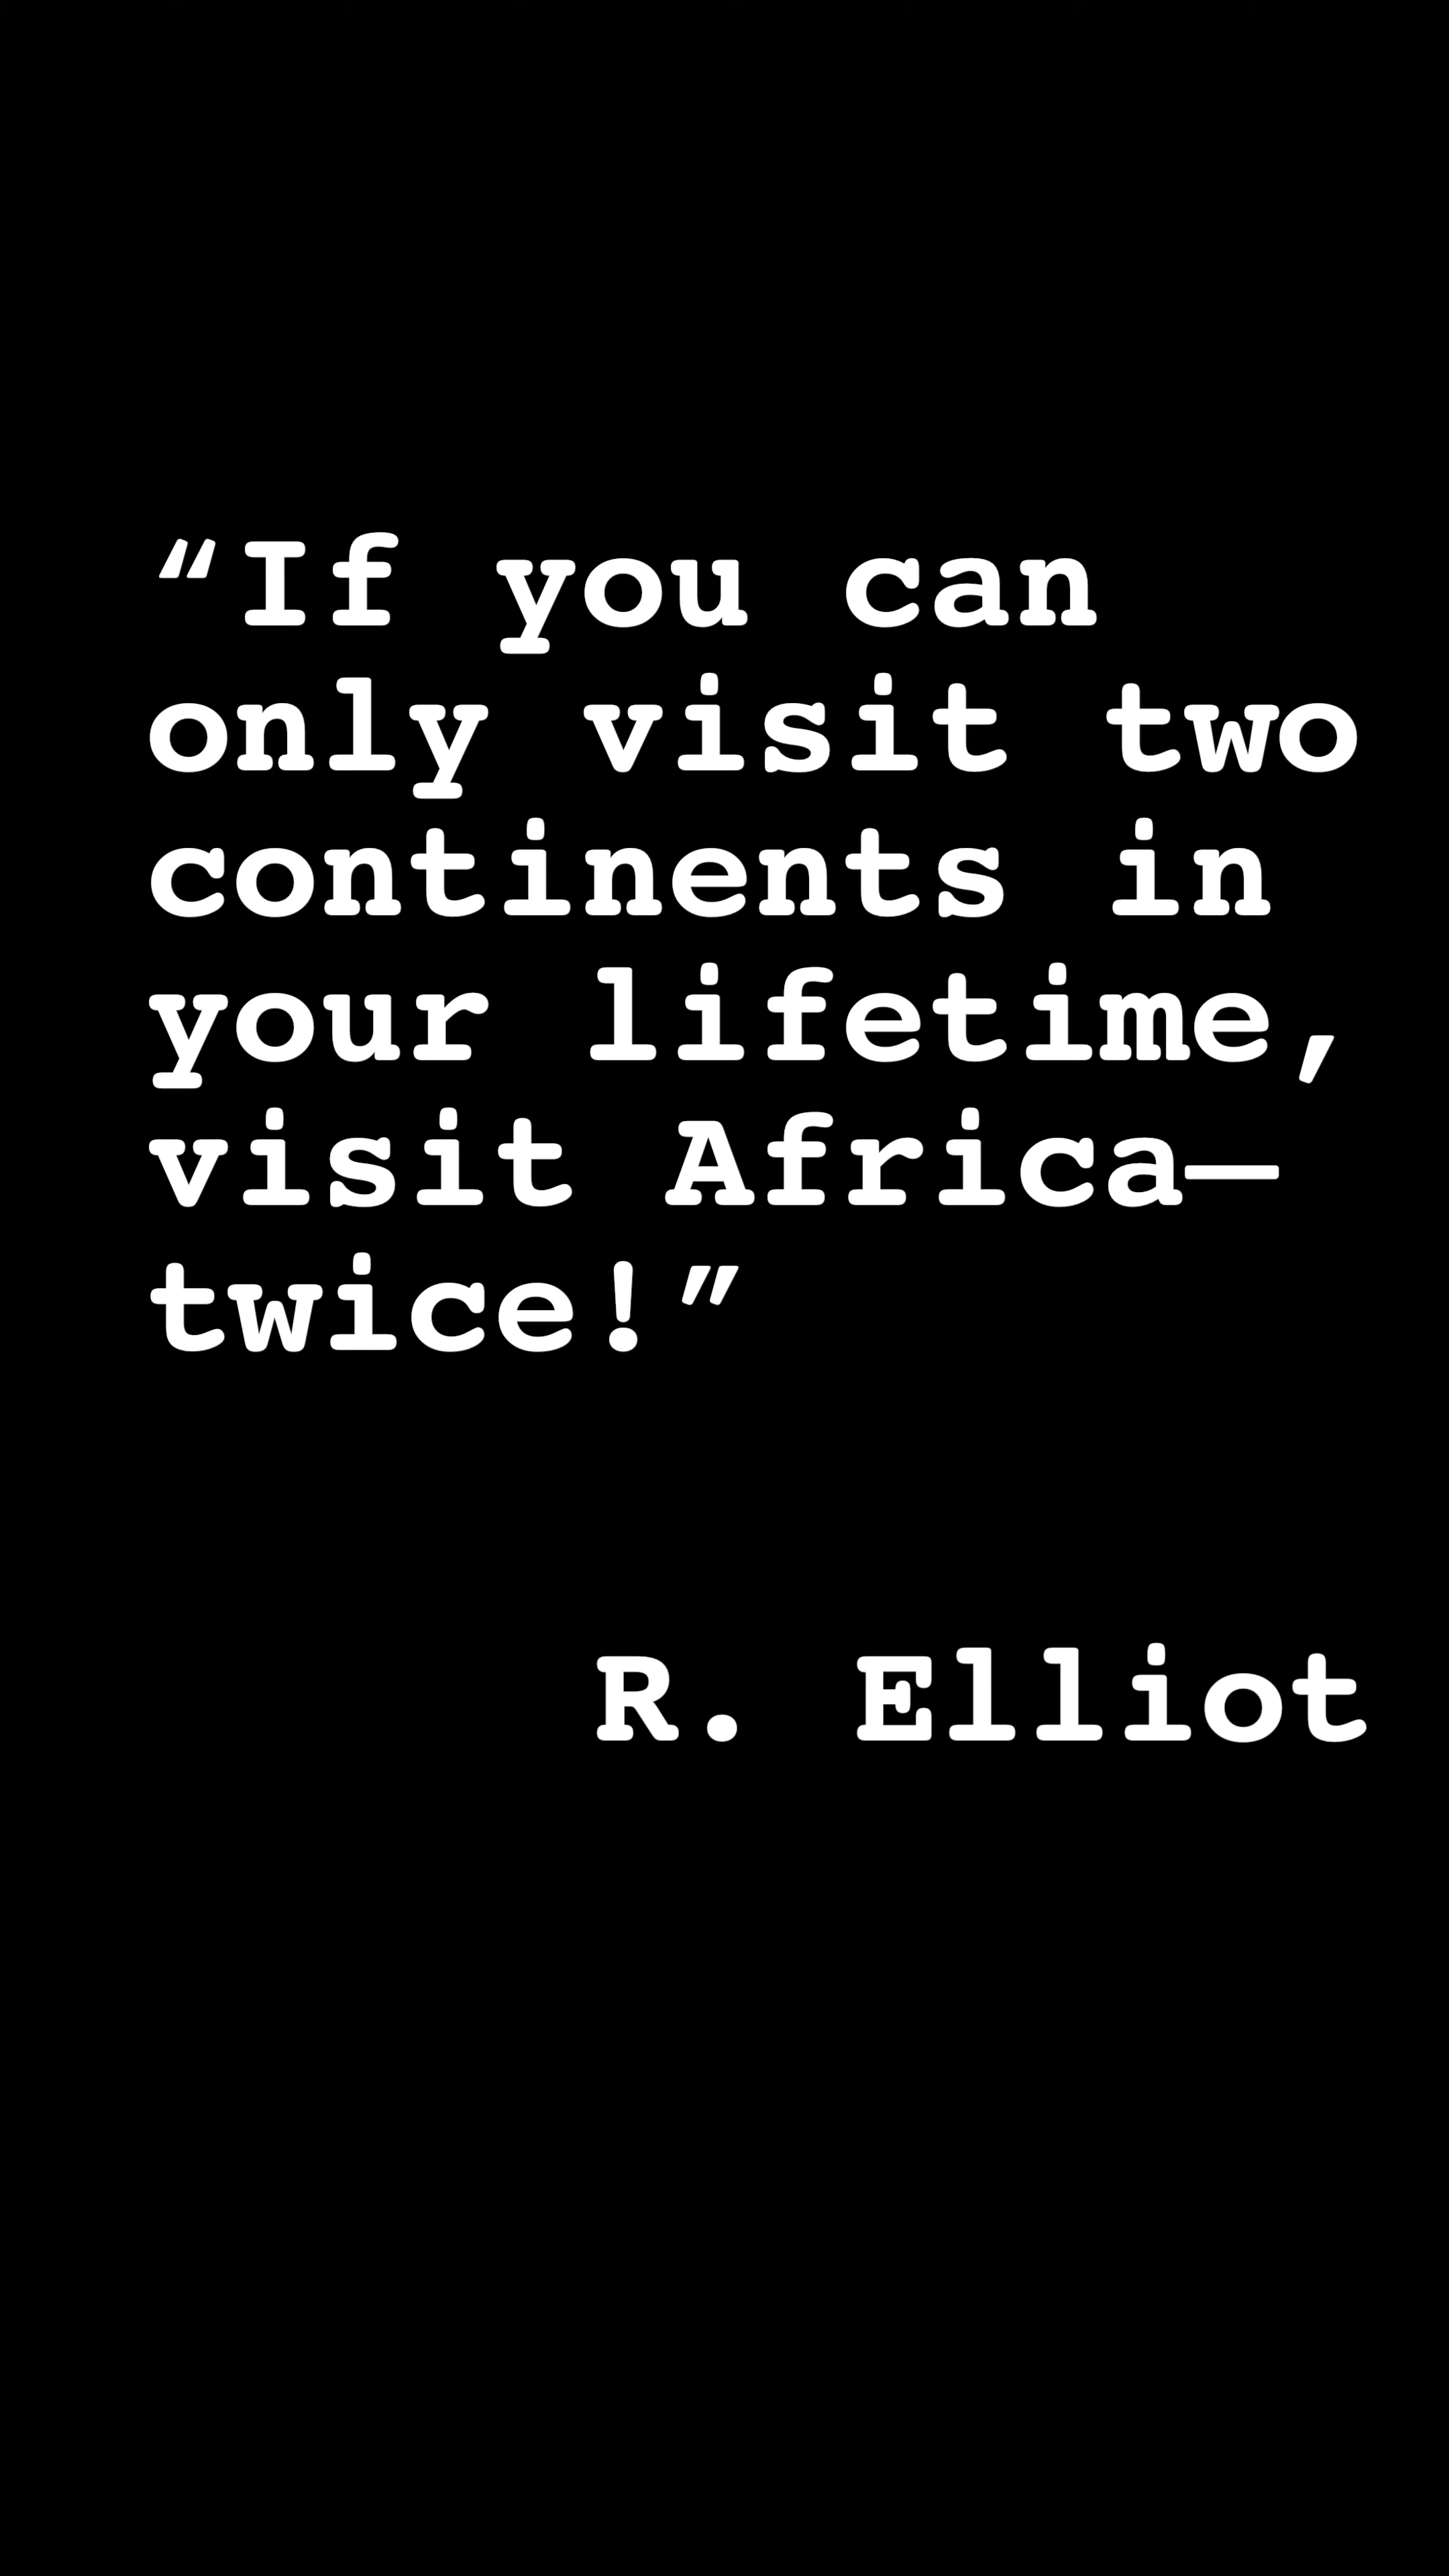 “If you can
only visit two
continents in
your lifetime,
visit Africa—
twice!”
R. Elliot